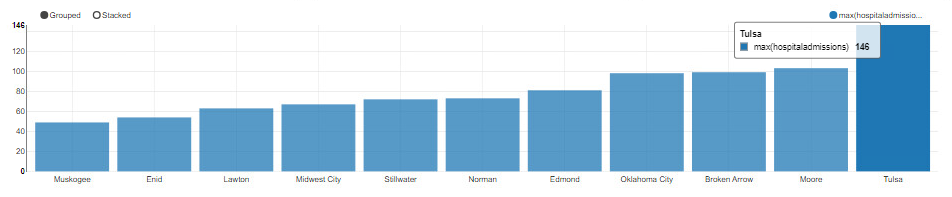 Grouped Stacked max(hospitaladmissio...
146
120
100
80
60
40
20
0
Tulsa
max(hospitaladmissions) 146
Muskogee Enid Lawton Midwest City Stillwater Norman Edmond Oklahoma City Broken Arrow Moore Tulsa